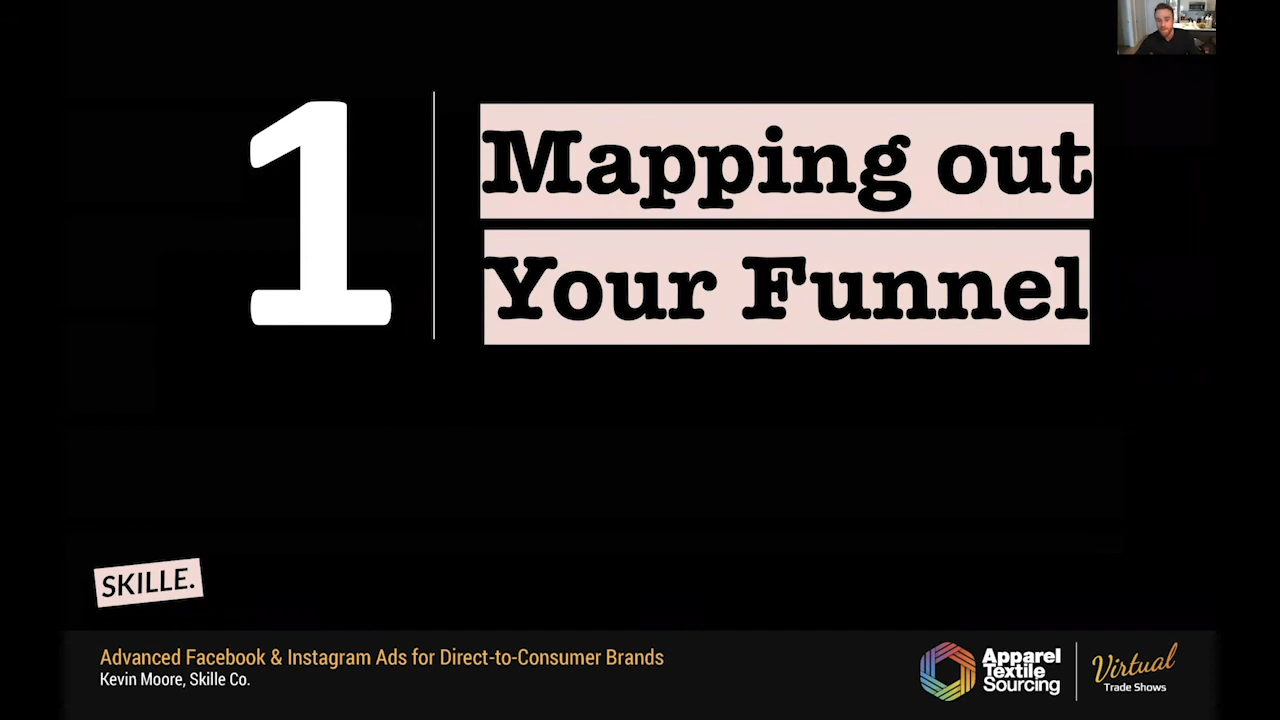 1
Mapping out
Your Funnel
SKILLE.
Advanced Facebook & Instagram Ads for Direct-to-Consumer Brands
Kevin Moore, Skille Co.
Apparel
Textile
Sourcing
Virtual
Trade Shows